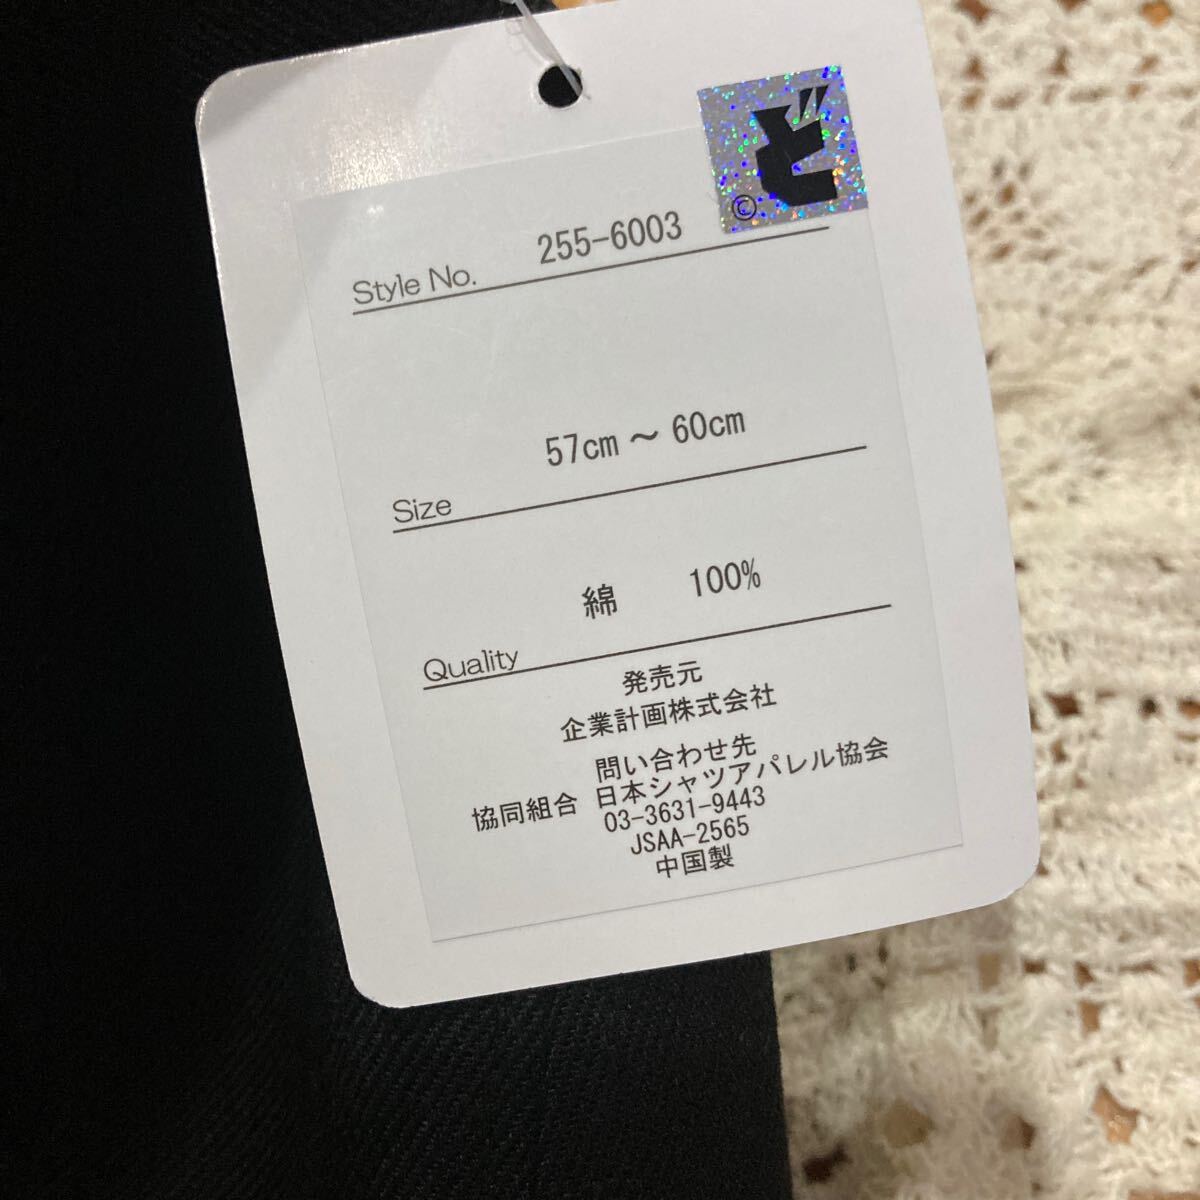 ど
©
Style No. 255-6003
Size 57cm ～ 60cm
Quality 綿 100%
発売元
企業計画株式会社
問い合わせ先
協同組合 日本シャツアパレル協会
03-3631-9443
JSAA-2565
中国製